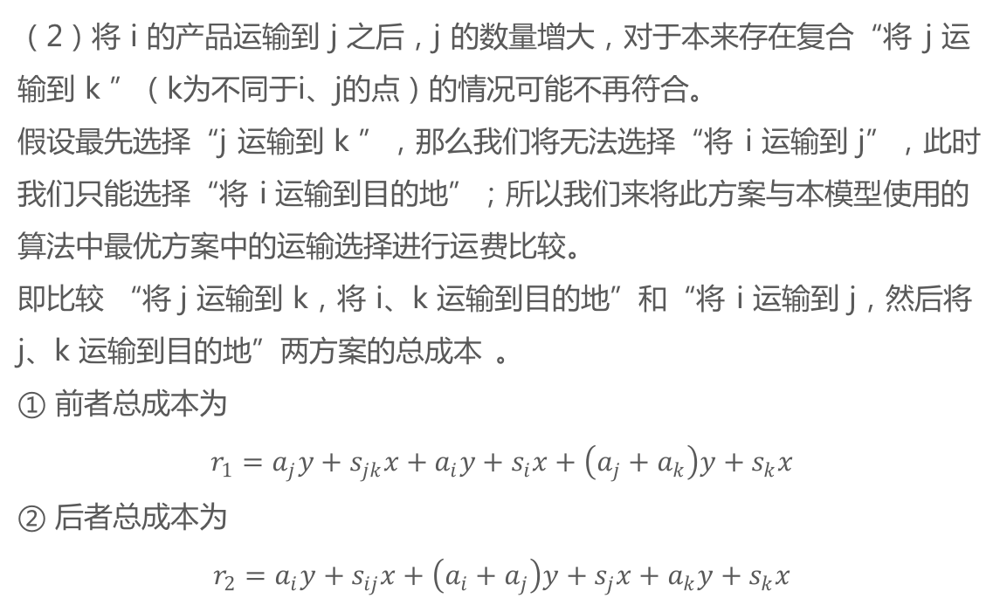 （2）将 i 的产品运输到 j 之后，j 的数量增大，对于本来存在复合“将 j 运
输到 k ”（k为不同于i、j的点）的情况可能不再符合。
假设最先选择“j 运输到 k ”，那么我们将无法选择“将 i 运输到 j”，此时
我们只能选择“将 i 运输到目的地”；所以我们来将此方案与本模型使用的
算法中最优方案中的运输选择进行运费比较。
即比较 “将 j 运输到 k，将 i、k 运输到目的地”和“将 i 运输到 j，然后将
j、k 运输到目的地”两方案的总成本 。
① 前者总成本为
r₁ = a_j y + s_{jk} x + a_i y + s_i x + (a_j + a_k) y + s_k x
② 后者总成本为
r₂ = a_i y + s_{ij} x + (a_i + a_j) y + s_j x + a_k y + s_k x